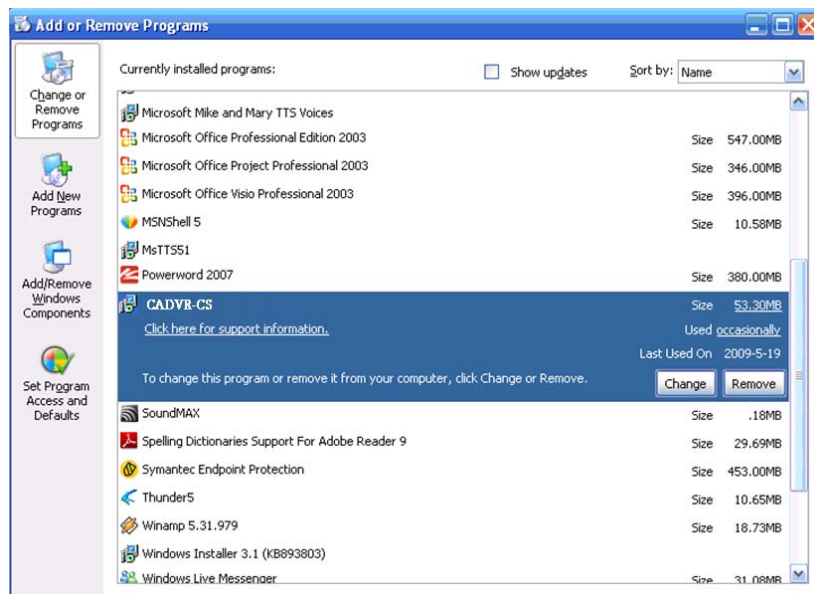 Add or Remove Programs
Change or
Remove
Programs
Add New
Programs
Add/Remove
Windows
Components
Set Program
Access and
Defaults
Currently installed programs:
Show updates
Sort by: Name
Microsoft Mike and Mary TTS Voices
Microsoft Office Professional Edition 2003 Size 547.00MB
Microsoft Office Project Professional 2003 Size 346.00MB
Microsoft Office Visio Professional 2003 Size 396.00MB
MSNShell 5 Size 10.58MB
MsTTS51
Powerword 2007 Size 380.00MB
CADVR-CS Size 53.30MB
Click here for support information. Used occasionally
Last Used On 2009-5-19
To change this program or remove it from your computer, click Change or Remove. Change Remove
SoundMAX Size .18MB
Spelling Dictionaries Support For Adobe Reader 9 Size 29.69MB
Symantec Endpoint Protection Size 453.00MB
Thunder5 Size 10.65MB
Winamp 5.31.979 Size 18.73MB
Windows Installer 3.1 (KB893803)
Windows Live Messenger Size 31.08MB